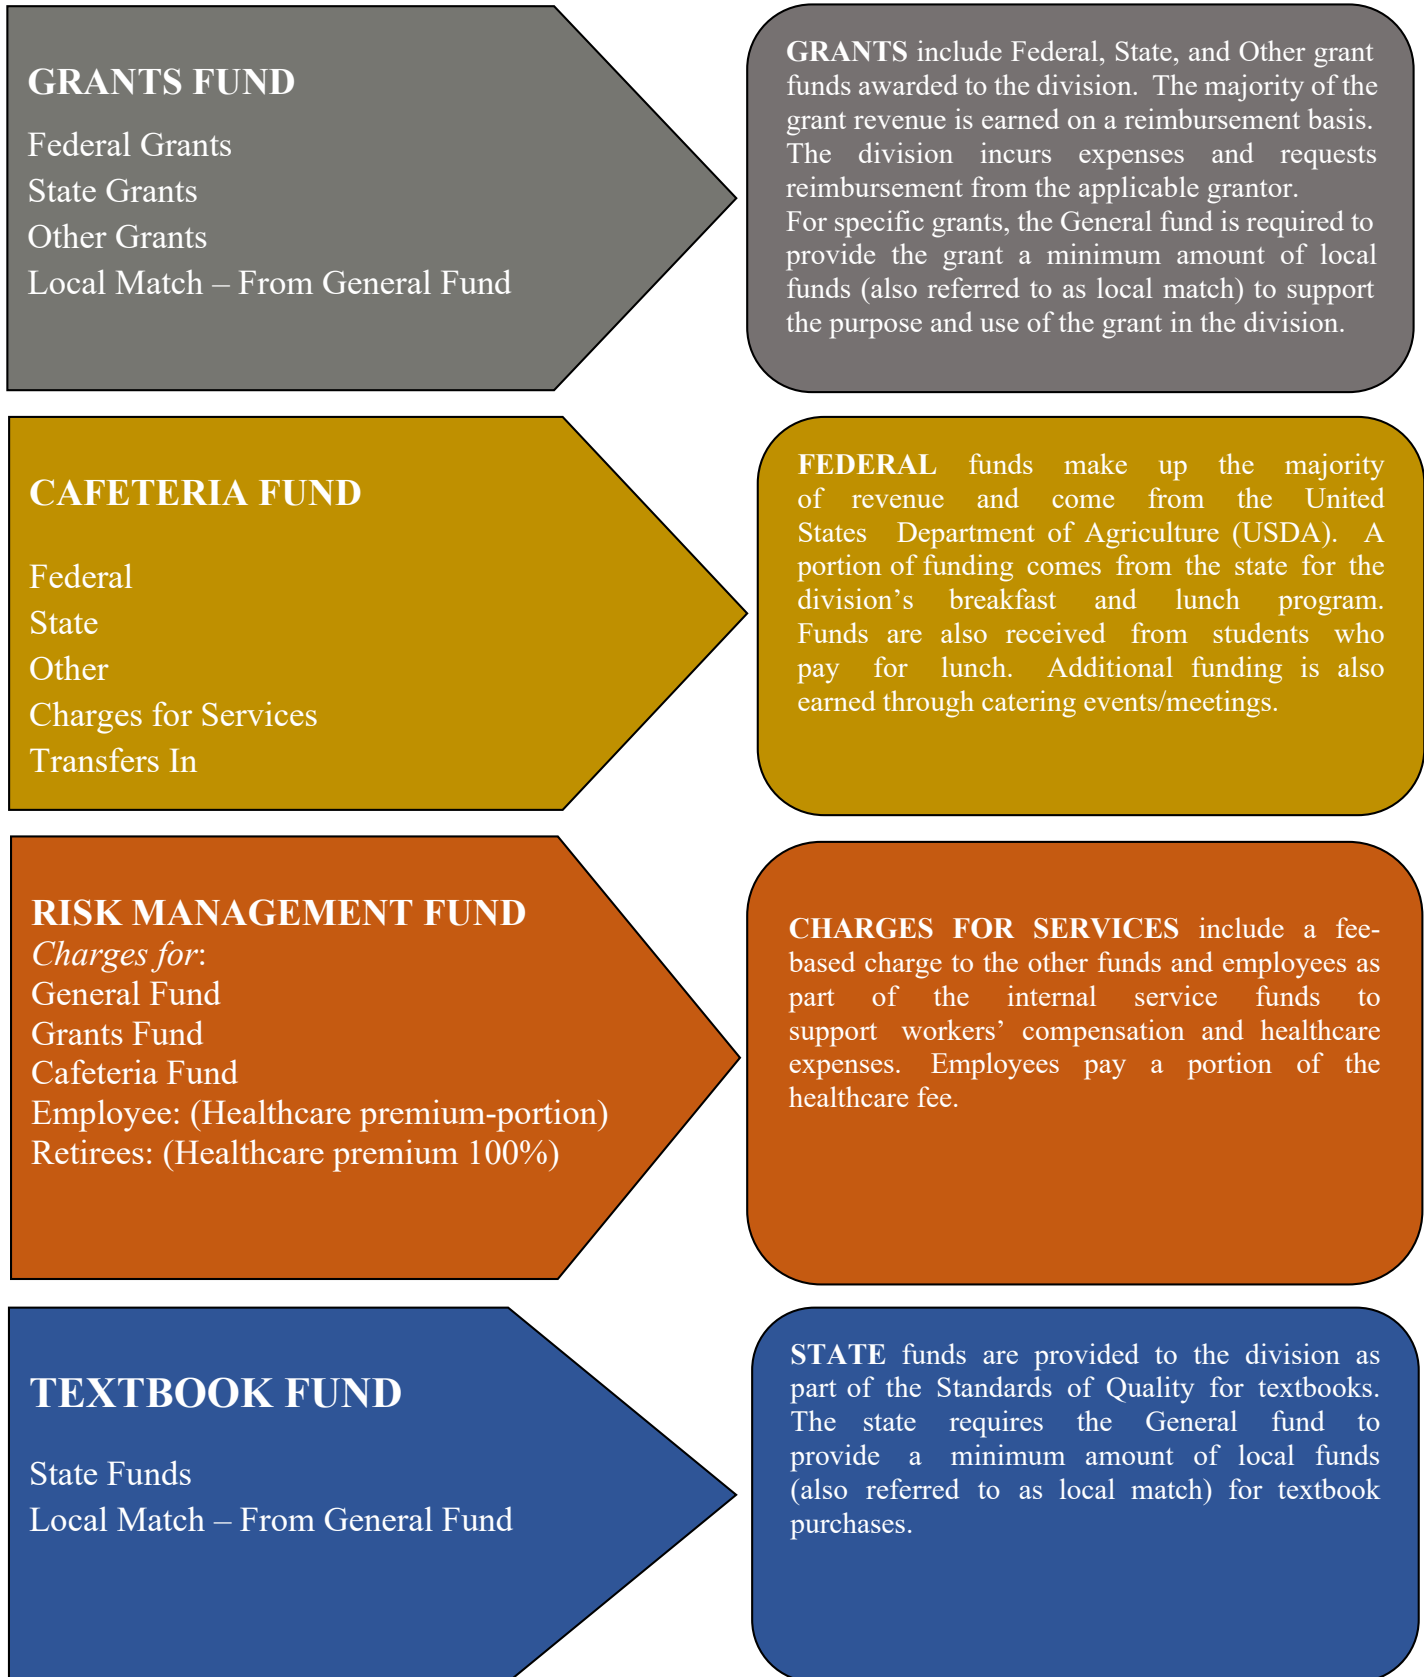 GRANTS FUND
Federal Grants
State Grants
Other Grants
Local Match – From General Fund
GRANTS include Federal, State, and Other grant
funds awarded to the division. The majority of the
grant revenue is earned on a reimbursement basis.
The division incurs expenses and requests
reimbursement from the applicable grantor.
For specific grants, the General fund is required to
provide the grant a minimum amount of local
funds (also referred to as local match) to support
the purpose and use of the grant in the division.
CAFETERIA FUND
Federal
State
Other
Charges for Services
Transfers In
FEDERAL funds make up the majority
of revenue and come from the United
States Department of Agriculture (USDA). A
portion of funding comes from the state for the
division’s breakfast and lunch program.
Funds are also received from students who
pay for lunch. Additional funding is also
earned through catering events/meetings.
RISK MANAGEMENT FUND
Charges for:
General Fund
Grants Fund
Cafeteria Fund
Employee: (Healthcare premium-portion)
Retirees: (Healthcare premium 100%)
CHARGES FOR SERVICES include a fee-
based charge to the other funds and employees as
part of the internal service funds to
support workers’ compensation and healthcare
expenses. Employees pay a portion of the
healthcare fee.
TEXTBOOK FUND
State Funds
Local Match – From General Fund
STATE funds are provided to the division as
part of the Standards of Quality for textbooks.
The state requires the General fund to
provide a minimum amount of local funds
(also referred to as local match) for textbook
purchases.